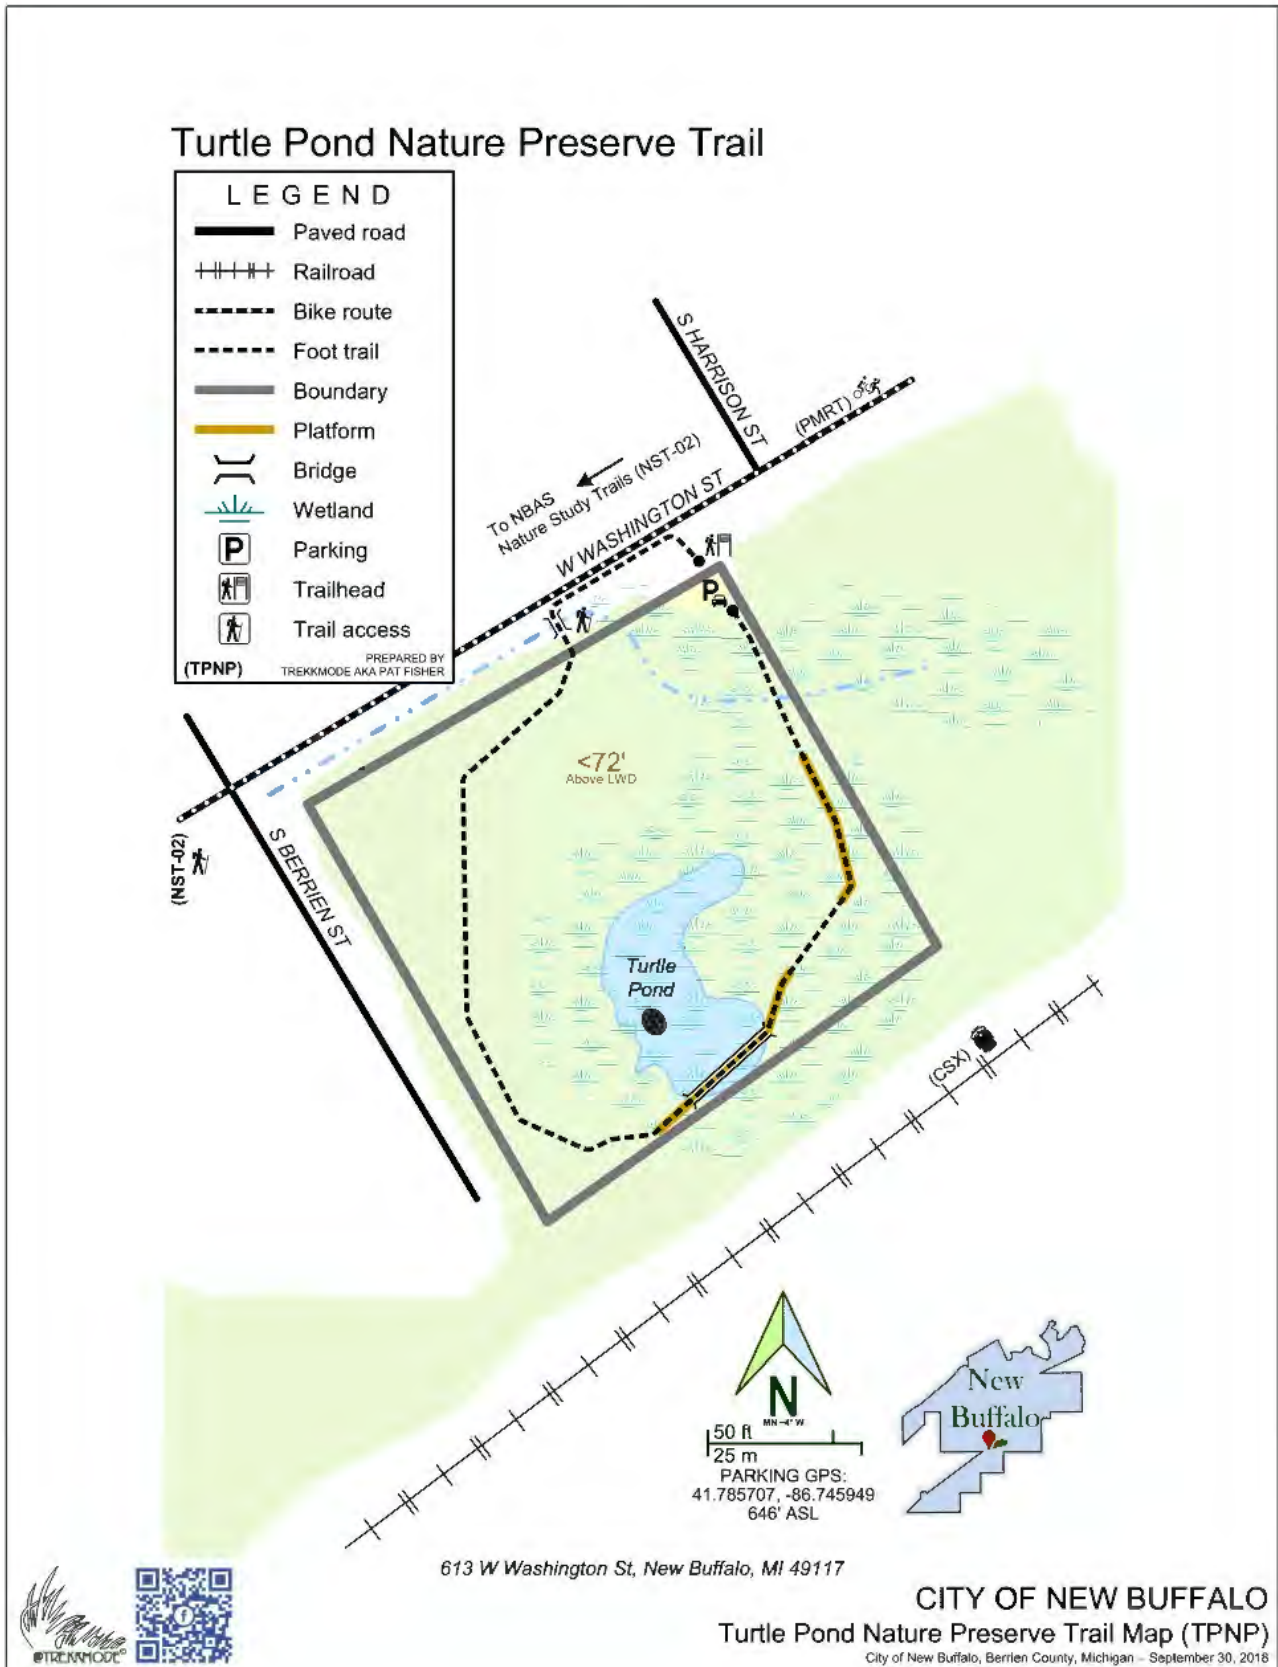 Turtle Pond Nature Preserve Trail
LEGEND
Paved road
Railroad
Bike route
Foot trail
Boundary
Platform
Bridge
Wetland
P Parking
Trailhead
Trail access
(TPNP)
PREPARED BY
TREKKMODE AKA PAT FISHER
S HARRISON ST
(PMRT)
To NBAS
Nature Study Trails (NST-02)
W WASHINGTON ST
P
<72'
Above LWD
(NST-02)
S BERRIEN ST
Turtle
Pond
(CSX)
N
MN -4° W
50 ft
25 m
PARKING GPS:
41.785707, -86.745949
646' ASL
New
Buffalo
613 W Washington St, New Buffalo, MI 49117
@TREKKMODE©
CITY OF NEW BUFFALO
Turtle Pond Nature Preserve Trail Map (TPNP)
City of New Buffalo, Berrien County, Michigan - September 30, 2018